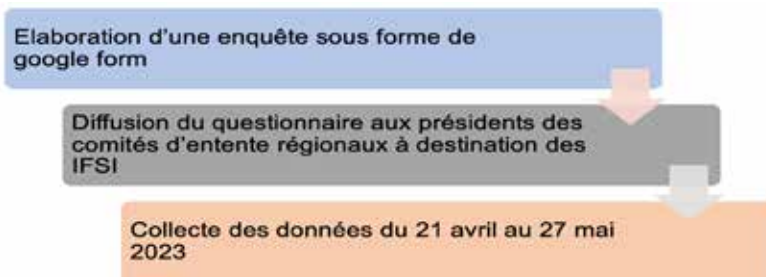 Elaboration d'une enquête sous forme de
google form
Diffusion du questionnaire aux présidents des
comités d'entente régionaux à destination des
IFSI
Collecte des données du 21 avril au 27 mai
2023